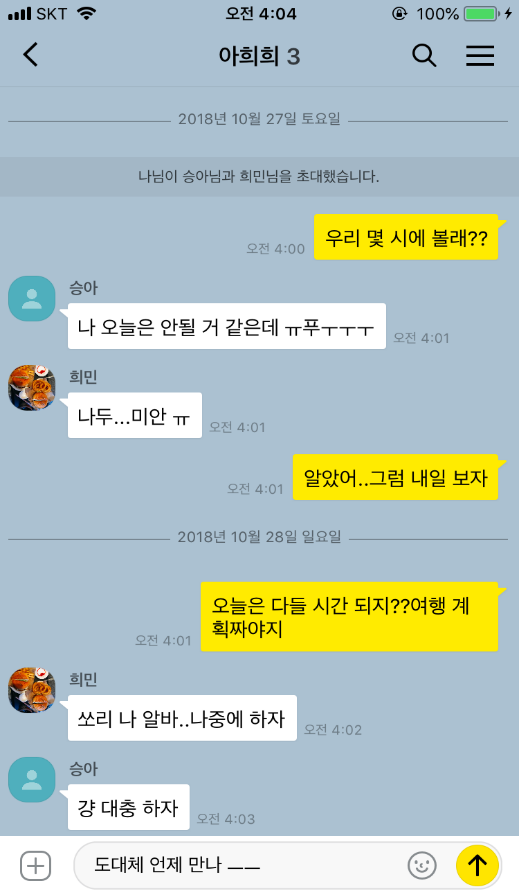 SKT 오전 4:04 100%
아희희 3
2018년 10월 27일 토요일
나님이 승아님과 희민님을 초대했습니다.
우리 몇 시에 볼래??
오전 4:00
승아
나 오늘은 안될 거 같은데 ㅠ푸ㅜㅜㅜ
오전 4:01
희민
나두...미안 ㅠ
오전 4:01
알았어..그럼 내일 보자
오전 4:01
2018년 10월 28일 일요일
오늘은 다들 시간 되지??여행 계
획짜야지
오전 4:01
희민
쏘리 나 알바..나중에 하자
오전 4:02
승아
걍 대충 하자
오전 4:03
도대체 언제 만나 ㅡㅡ